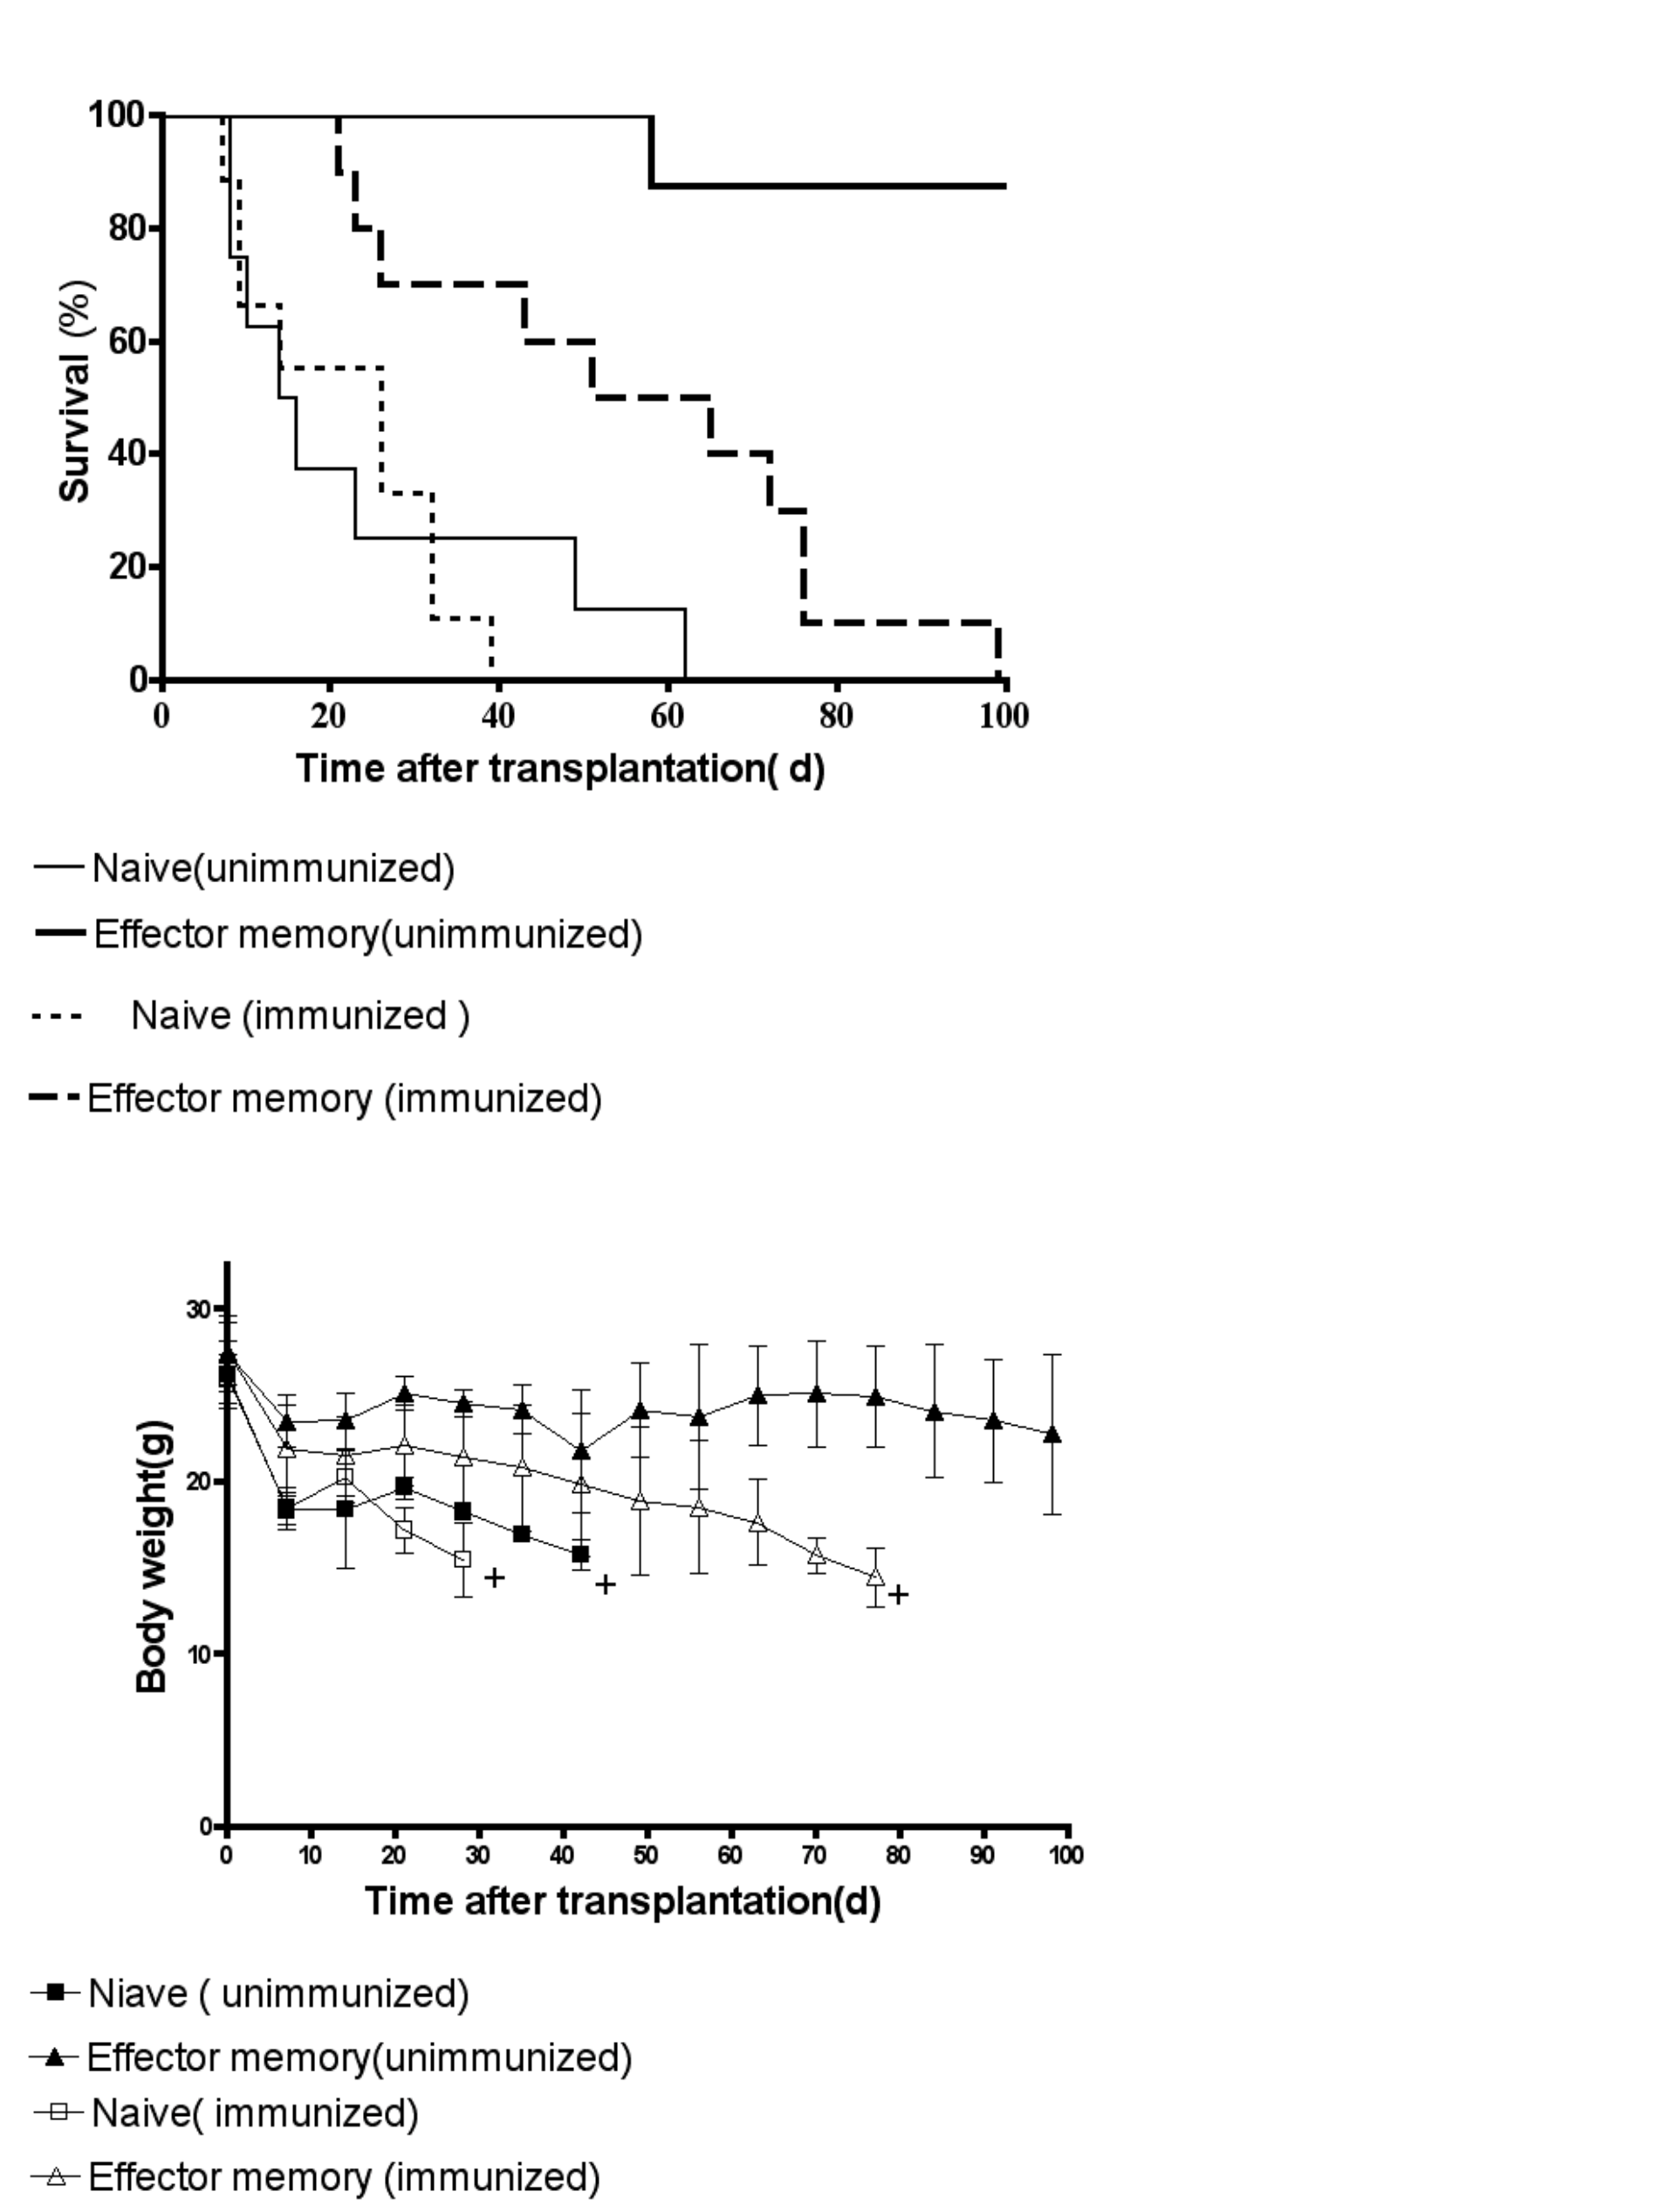 100
80
60
40
20
0
Survival (%)
0 20 40 60 80 100
Time after transplantation( d)
Naive(unimmunized)
Effector memory(unimmunized)
Naive (immunized )
Effector memory (immunized)
30
20
10
0
Body weight(g)
+ + +
0 10 20 30 40 50 60 70 80 90 100
Time after transplantation(d)
Niave ( unimmunized)
Effector memory(unimmunized)
Naive( immunized)
Effector memory (immunized)